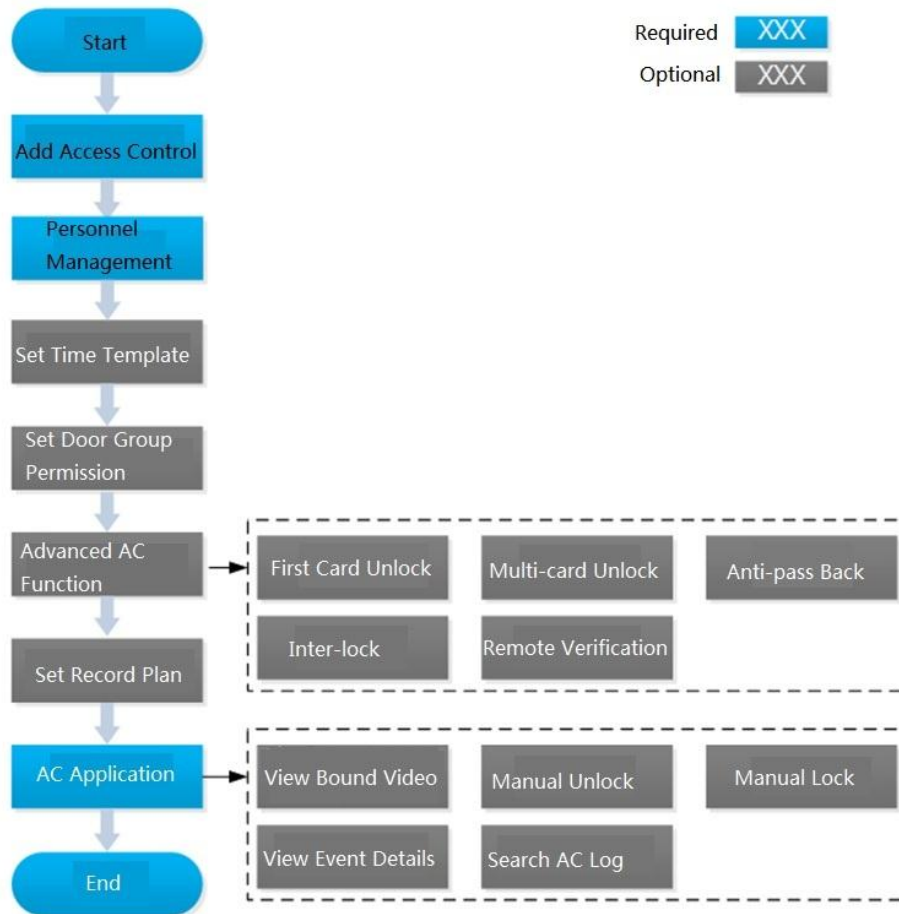 Start
Required XXX
Optional XXX
Add Access Control
Personnel
Management
Set Time Template
Set Door Group
Permission
Advanced AC
Function
First Card Unlock
Multi-card Unlock
Anti-pass Back
Inter-lock
Remote Verification
Set Record Plan
AC Application
View Bound Video
Manual Unlock
Manual Lock
View Event Details
Search AC Log
End